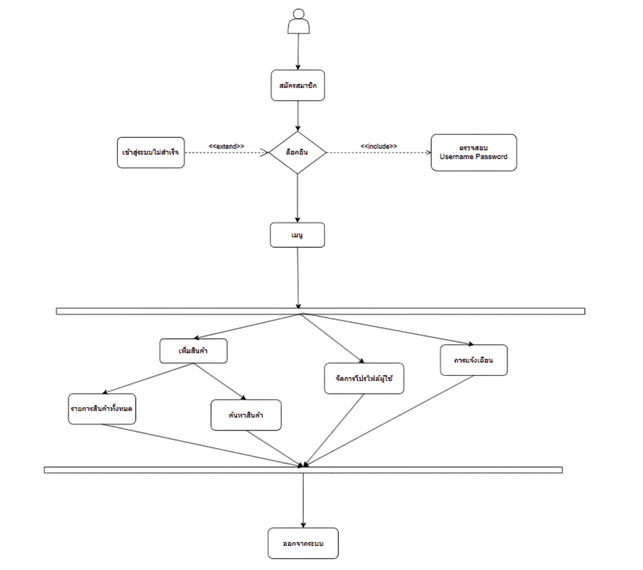 สมัครสมาชิก
เข้าสู่ระบบไม่สำเร็จ
<<extend>>
ล็อกอิน
<<include>>
ตรวจสอบ
Username Password
เมนู
เพิ่มสินค้า
การแจ้งเตือน
จัดการโปรไฟล์ผู้ใช้
รายการสินค้าทั้งหมด
ค้นหาสินค้า
ออกจากระบบ